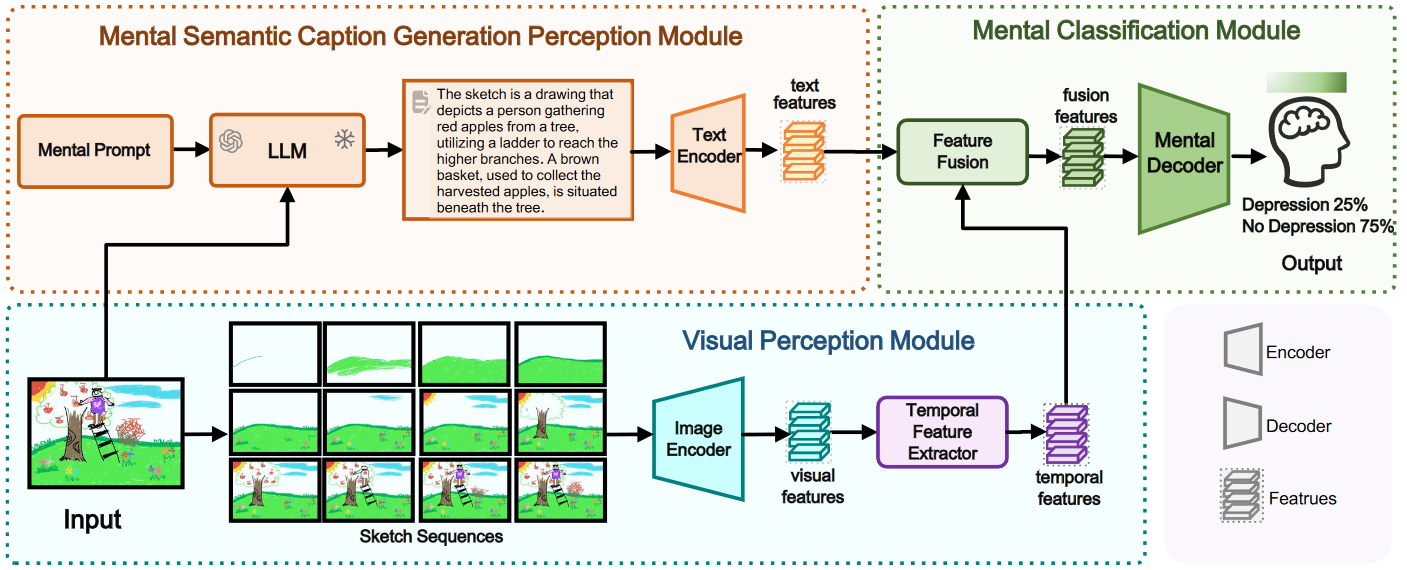 Mental Semantic Caption Generation Perception Module
Mental Prompt
LLM
The sketch is a drawing that
depicts a person gathering
red apples from a tree,
utilizing a ladder to reach the
higher branches. A brown
basket, used to collect the
harvested apples, is situated
beneath the tree.
Text
Encoder
text
features
Mental Classification Module
Feature
Fusion
fusion
features
Mental
Decoder
Depression 25%
No Depression 75%
Output
Visual Perception Module
Input
Sketch Sequences
Image
Encoder
visual
features
Temporal
Feature
Extractor
temporal
features
Encoder
Decoder
Featrues